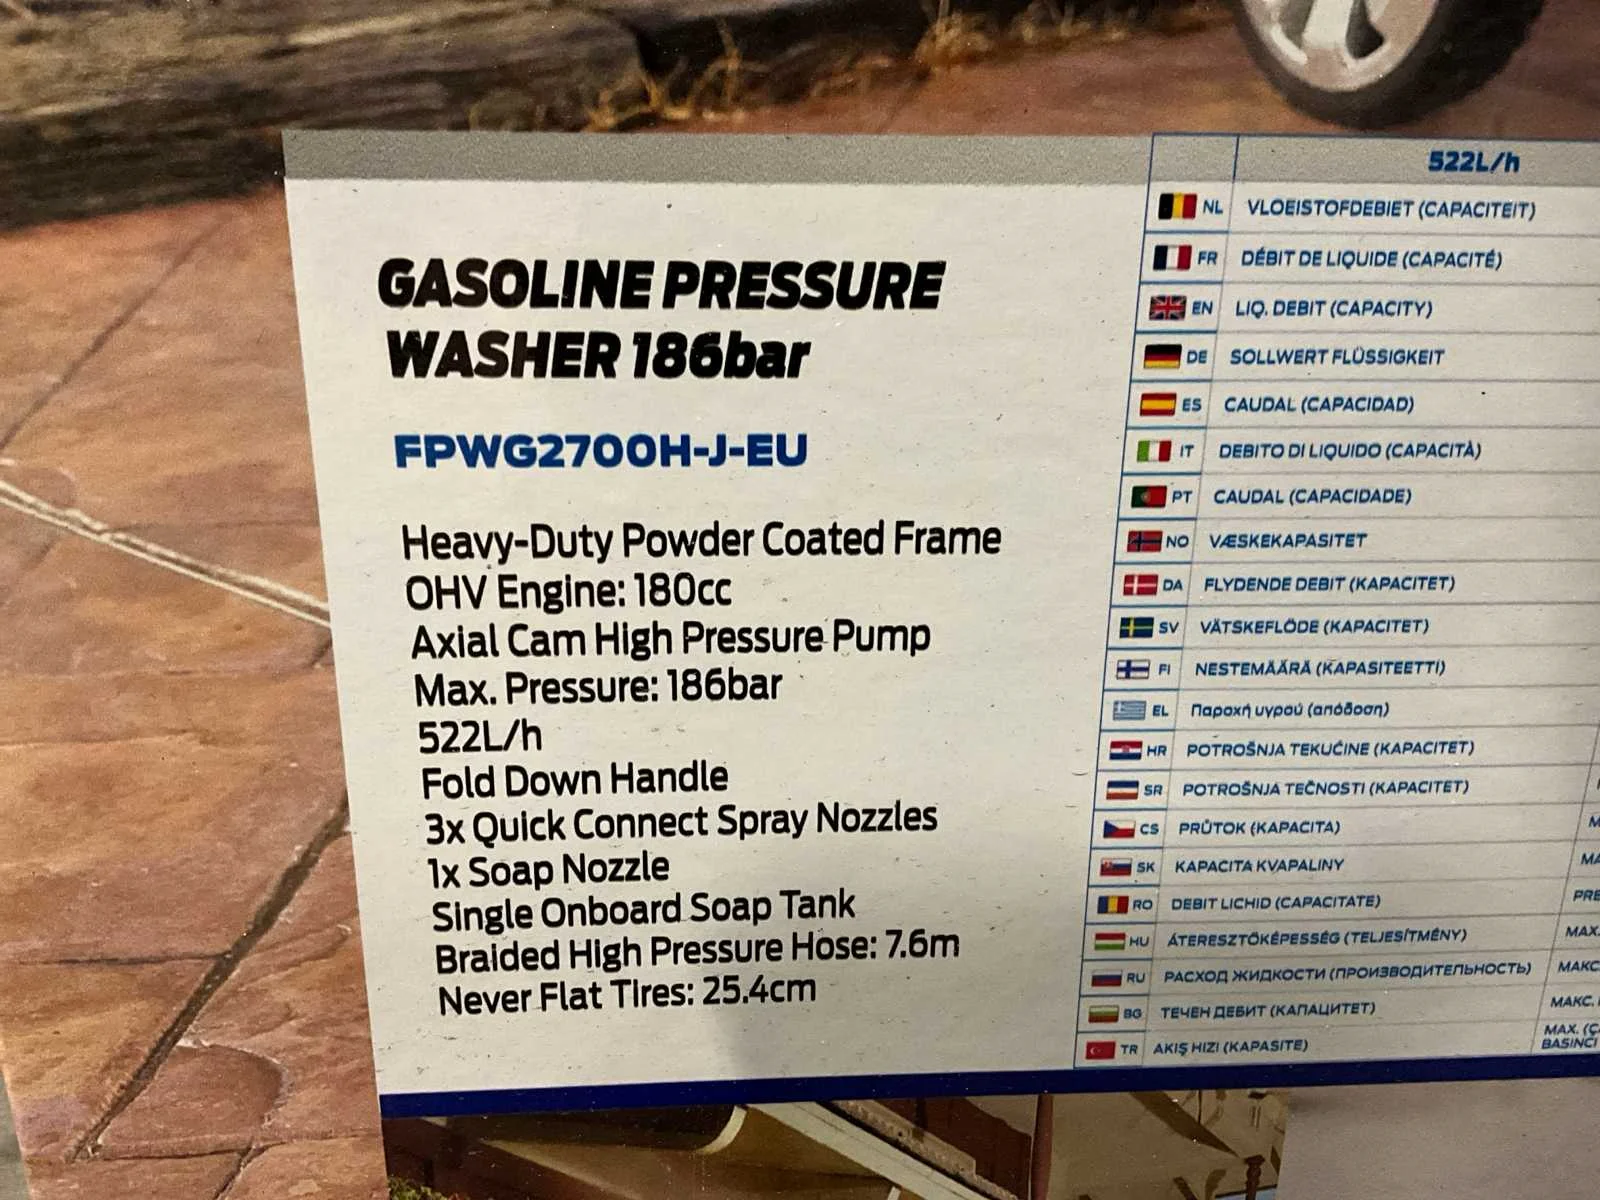 GASOLINE PRESSURE
WASHER 186bar
FPWG2700H-J-EU
Heavy-Duty Powder Coated Frame
OHV Engine: 180cc
Axial Cam High Pressure Pump
Max. Pressure: 186bar
522L/h
Fold Down Handle
3x Quick Connect Spray Nozzles
1x Soap Nozzle
Single Onboard Soap Tank
Braided High Pressure Hose: 7.6m
Never Flat Tires: 25.4cm
522L/h
NL VLOEISTOFDEBIET (CAPACITEIT)
FR DÉBIT DE LIQUIDE (CAPACITÉ)
EN LIQ. DEBIT (CAPACITY)
DE SOLLWERT FLÜSSIGKEIT
ES CAUDAL (CAPACIDAD)
IT DEBITO DI LIQUIDO (CAPACITÀ)
PT CAUDAL (CAPACIDADE)
NO VÆSKEKAPASITET
DA FLYDENDE DEBIT (KAPACITET)
SV VÄTSKEFLÖDE (KAPACITET)
FI NESTEMÄÄRÄ (KAPASITEETTI)
EL Παροχή υγρού (απόδοση)
HR POTROŠNJA TEKUĆINE (KAPACITET)
SR POTROŠNJA TEČNOSTI (KAPACITET)
CS PRŮTOK (KAPACITA)
SK KAPACITA KVAPALINY
RO DEBIT LICHID (CAPACITATE)
HU ÁTERESZTŐKÉPESSÉG (TELJESÍTMÉNY) MAX.
RU РАСХОД ЖИДКОСТИ (ПРОИЗВОДИТЕЛЬНОСТЬ) МАКС
BG ТЕЧЕН ДЕБИТ (КАПАЦИТЕТ) МАКС.
TR AKIŞ HIZI (KAPASITE) MAX.
BASINCI